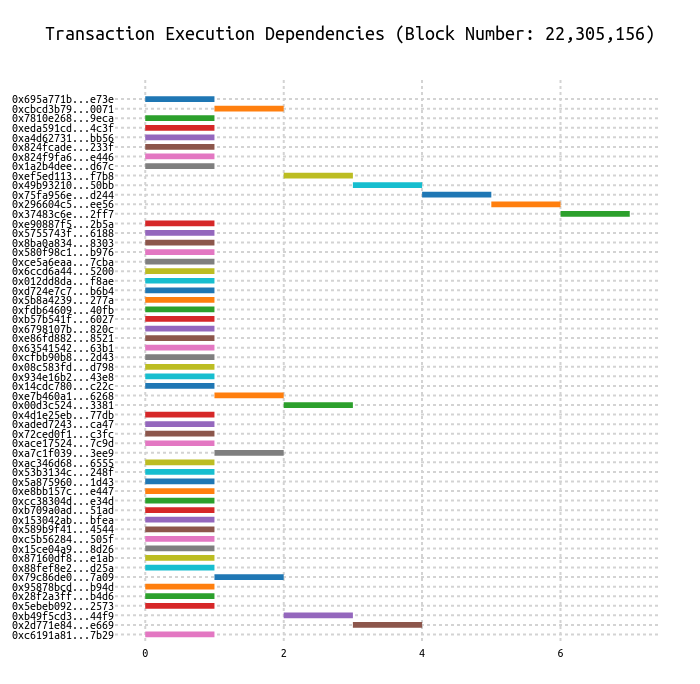 Transaction Execution Dependencies (Block Number: 22,305,156)
0x695a771b...e73e
0xcbcd3b79...0071
0x7810e268...9eca
0xeda591cd...4c3f
0xa4d62731...bb56
0x824fcade...233f
0x824f9fa6...e446
0x1a2b4dee...d67c
0xef5ed113...f7b8
0x49b93210...50bb
0x75fa956e...d244
0x296604c5...ee56
0x37483c6e...2ff7
0xe90887f5...2b5a
0x5755743f...6188
0x8ba0a834...8303
0x580f98c1...b976
0xce5a6eaa...7cba
0x6ccd6a44...5200
0x012dd8da...f8ae
0xd724e7c7...b6b4
0x5b8a4239...277a
0xfdb64609...40fb
0xb57b541f...6027
0x6798107b...820c
0xe86fd882...8521
0x63541542...63b1
0xcfbb90b8...2d43
0x08c583fd...d798
0x934e16b2...43e8
0x14cdc780...c22c
0xe7b460a1...6268
0x00d3c524...3381
0x4d1e25eb...77db
0xaded7243...ca47
0x72ced0f1...c3fc
0xace17524...7c9d
0xa7c1f039...3ee9
0xac346d68...6555
0x53b3134c...248f
0x5a875960...1d43
0xe8bb157c...e447
0xcc38304d...e34d
0xb709a0ad...51ad
0x153042ab...bfea
0x589b9f41...4544
0xc5b56284...505f
0x15ce04a9...8d26
0x87160df8...e1ab
0x88fef8e2...d25a
0x79c86de0...7a09
0x95878bcd...b94d
0x28f2a3ff...b4d6
0x5ebeb092...2573
0xb49f5cd3...44f9
0x2d771e84...e669
0xc6191a81...7b29
0 2 4 6